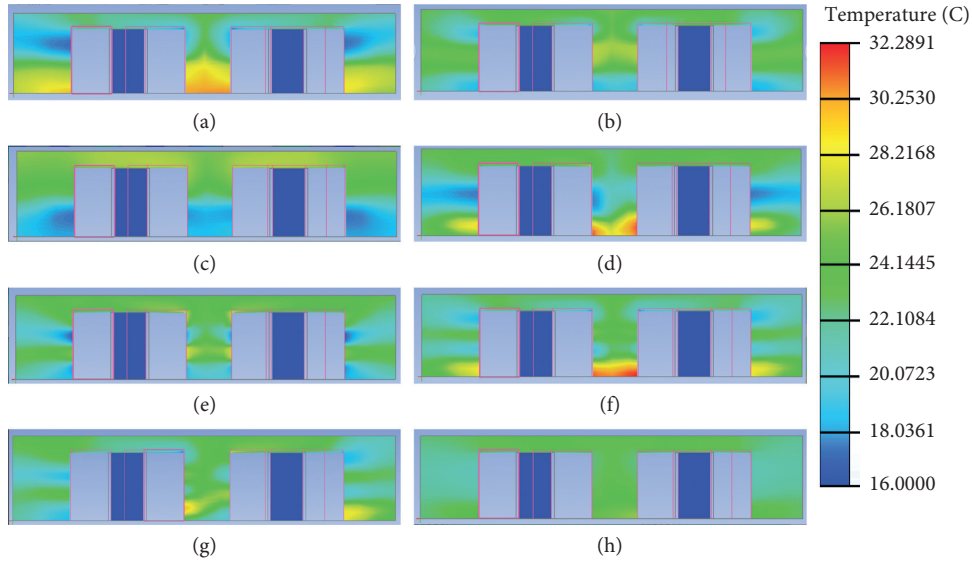 Temperature (C)
32.2891
30.2530
28.2168
26.1807
24.1445
22.1084
20.0723
18.0361
16.0000
(a)
(b)
(c)
(d)
(e)
(f)
(g)
(h)